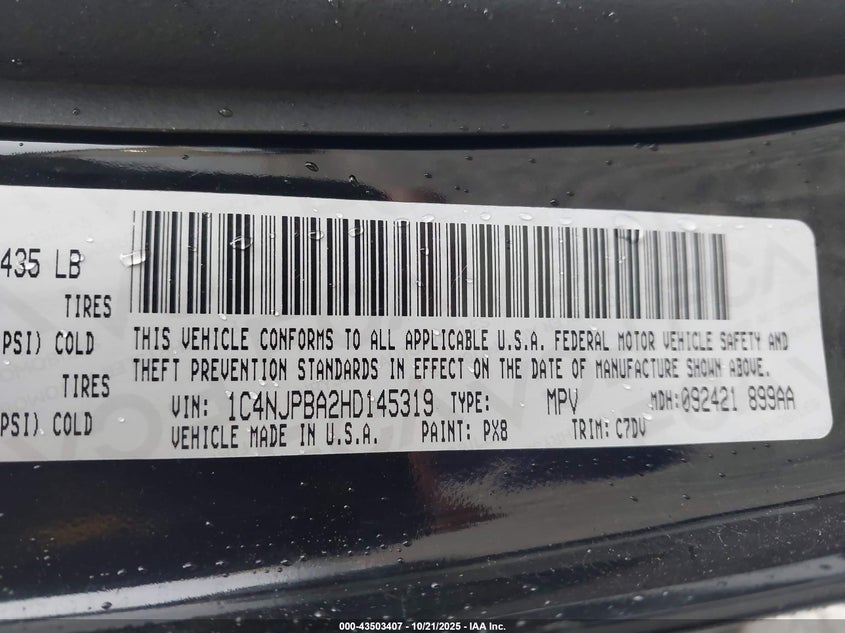 435 LB
TIRES
PSI) COLD
TIRES
PSI) COLD
THIS VEHICLE CONFORMS TO ALL APPLICABLE U.S.A. FEDERAL MOTOR VEHICLE SAFETY AND
THEFT PREVENTION STANDARDS IN EFFECT ON THE DATE OF MANUFACTURE SHOWN ABOVE.
VIN: 1C4NJPBA2HD145319 TYPE: MPV MDH:092421 899AA
VEHICLE MADE IN U.S.A. PAINT: PX8 TRIM: C7DV
000-43503407 - 10/21/2025 - IAA Inc.